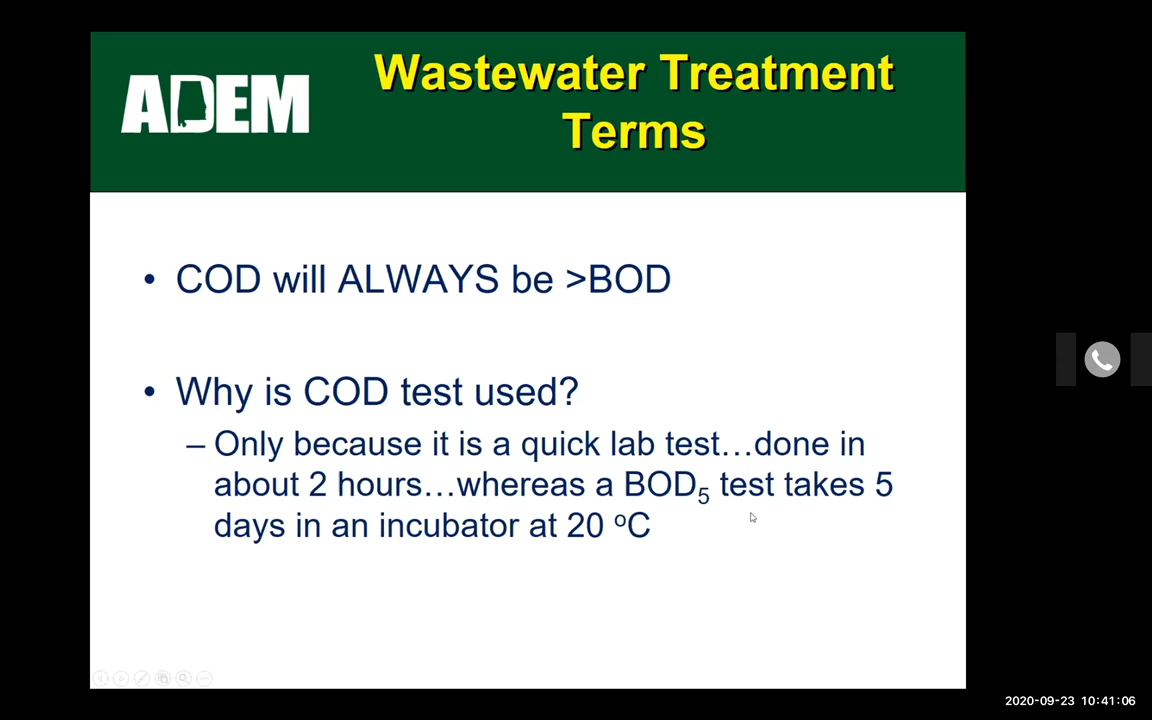 ADEM
Wastewater Treatment
Terms
• COD will ALWAYS be >BOD
• Why is COD test used?
– Only because it is a quick lab test…done in
about 2 hours…whereas a BOD₅ test takes 5
days in an incubator at 20 ⁰C
2020-09-23 10:41:06